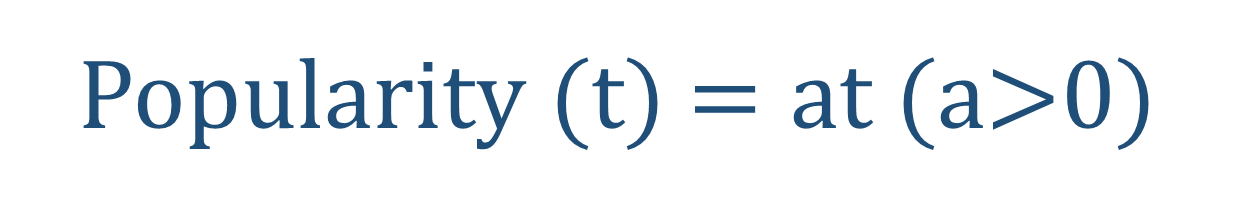 Popularity (t) = at (a>0)